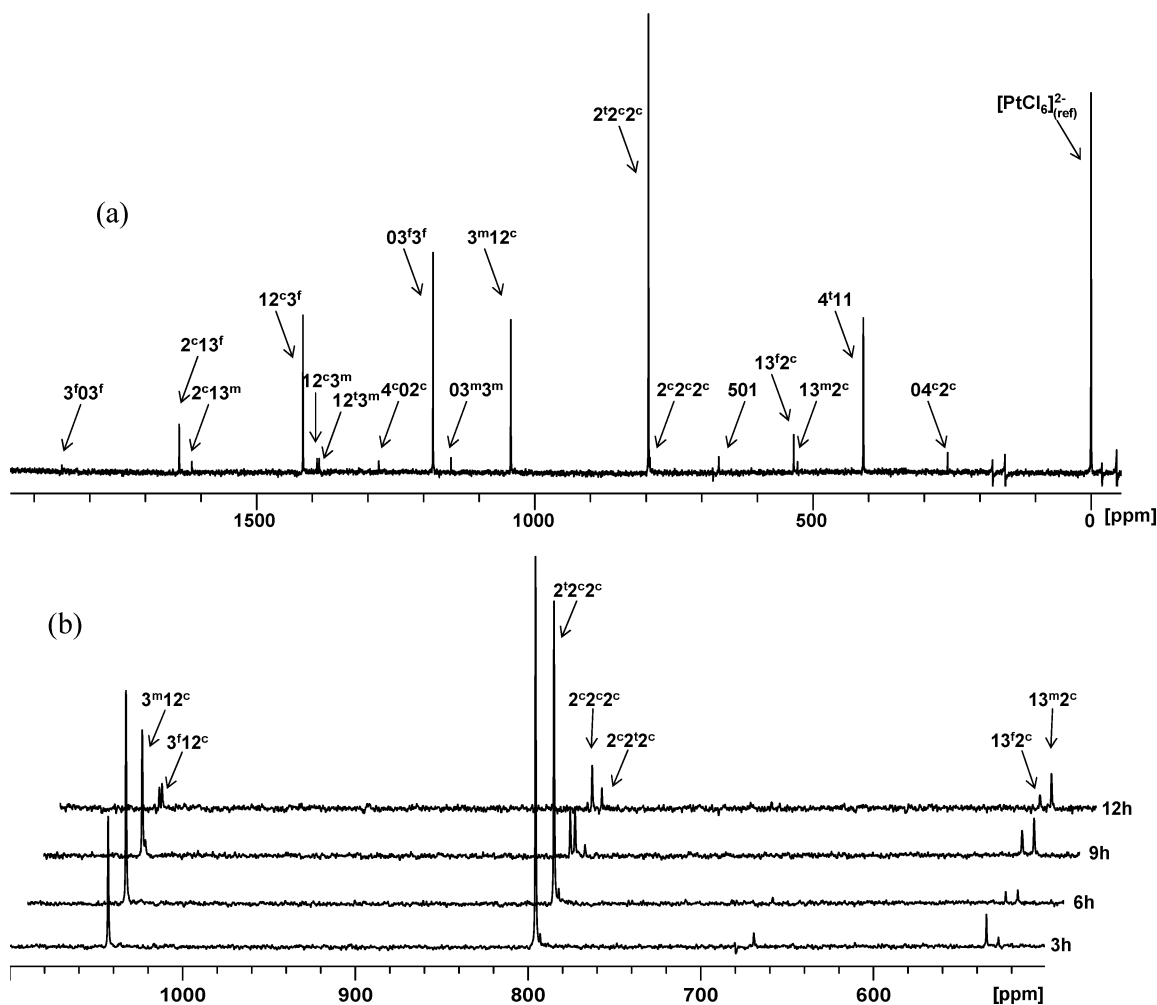 (a)
[PtCl₆]²⁻(ref)
2ᵗ2ᶜ2ᶜ
03ᶠ3ᶠ
3ᵐ12ᶜ
12ᶜ3ᶠ
4ᵗ11
2ᶜ13ᶠ
13ᶠ2ᶜ
3ᶠ03ᶠ
2ᶜ13ᵐ
12ᶜ3ᵐ
12ᵗ3ᵐ
4ᶜ02ᶜ
03ᵐ3ᵐ
2ᶜ2ᶜ2ᶜ
501
13ᵐ2ᶜ
04ᶜ2ᶜ
1500 1000 500 0 [ppm]
(b)
2ᵗ2ᶜ2ᶜ
3ᵐ12ᶜ
3ᶠ12ᶜ
2ᶜ2ᶜ2ᶜ
2ᶜ2ᵗ2ᶜ
13ᵐ2ᶜ
13ᶠ2ᶜ
12h
9h
6h
3h
1000 900 800 700 600 [ppm]